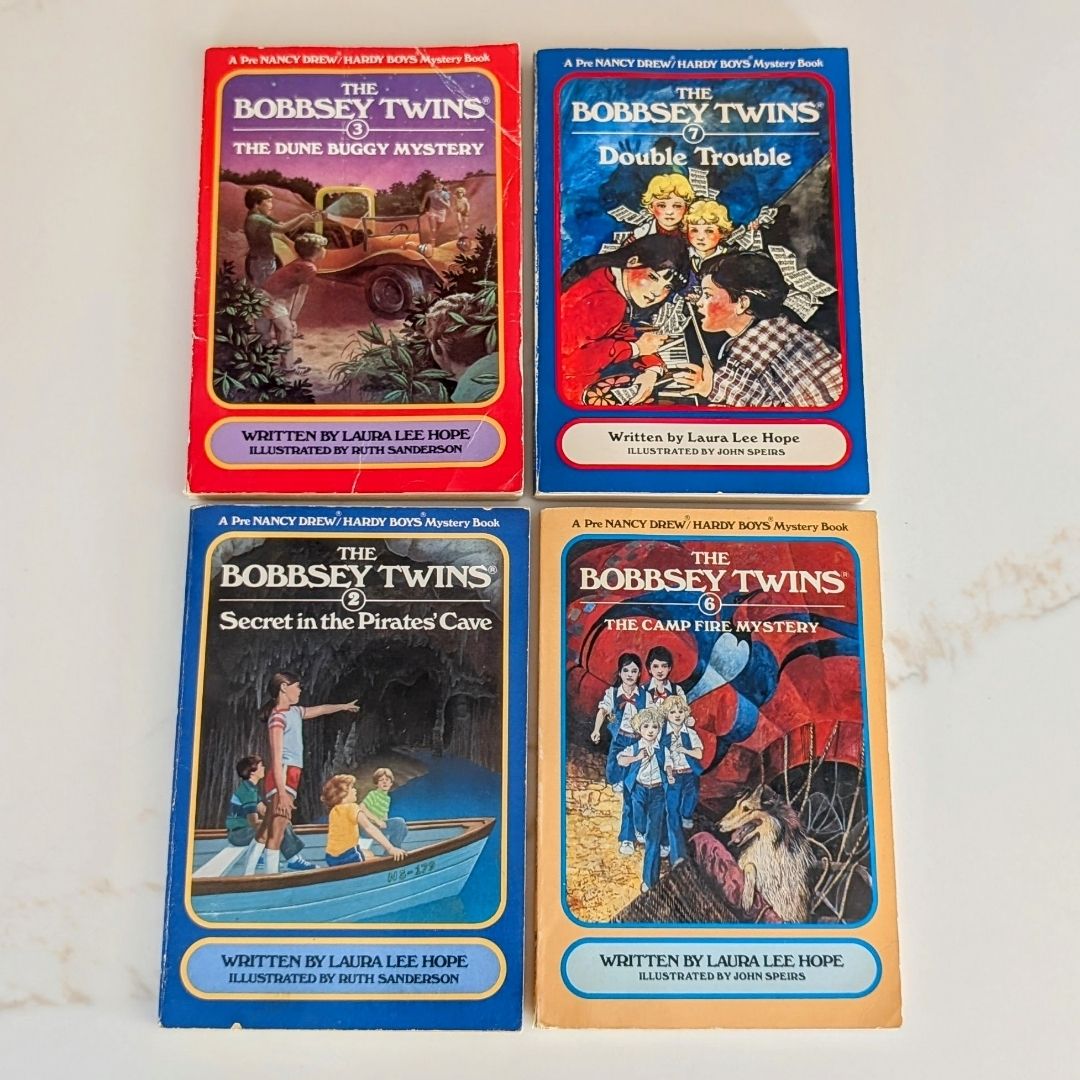 A Pre NANCY DREW®/HARDY BOYS® Mystery Book
THE
BOBBSEY TWINS®
3
THE DUNE BUGGY MYSTERY
WRITTEN BY LAURA LEE HOPE
ILLUSTRATED BY RUTH SANDERSON
A Pre NANCY DREW®/HARDY BOYS® Mystery Book
THE
BOBBSEY TWINS®
7
Double Trouble
Written by Laura Lee Hope
ILLUSTRATED BY JOHN SPEIRS
A Pre NANCY DREW®/HARDY BOYS® Mystery Book
THE
BOBBSEY TWINS®
2
Secret in the Pirates' Cave
WRITTEN BY LAURA LEE HOPE
ILLUSTRATED BY RUTH SANDERSON
A Pre NANCY DREW®/HARDY BOYS® Mystery Book
THE
BOBBSEY TWINS®
6
THE CAMP FIRE MYSTERY
WRITTEN BY LAURA LEE HOPE
ILLUSTRATED BY JOHN SPEIRS